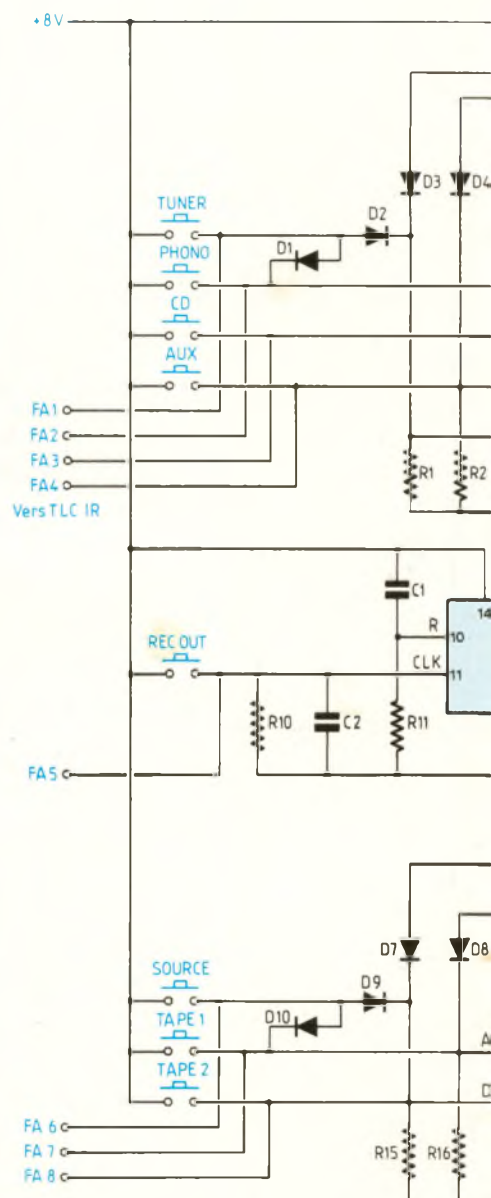 +8V
D3
D4
TUNER
D2
D1
PHONO
CD
AUX
FA1
FA2
FA3
FA4
R1
R2
Vers TLC IR
C1
14
R
10
REC OUT
CLK
11
R10
C2
R11
FA5
D7
D8
SOURCE
D9
TAPE 1
D10
A
TAPE 2
D
FA 6
FA 7
FA 8
R15
R16